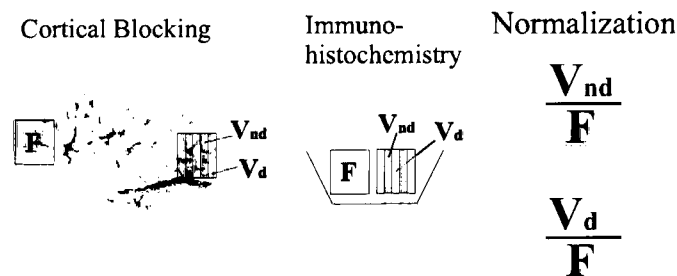 Cortical Blocking
F
Vnd
Vd
Immuno-
histochemistry
Vnd
Vd
F
Normalization
Vnd
F
Vd
F